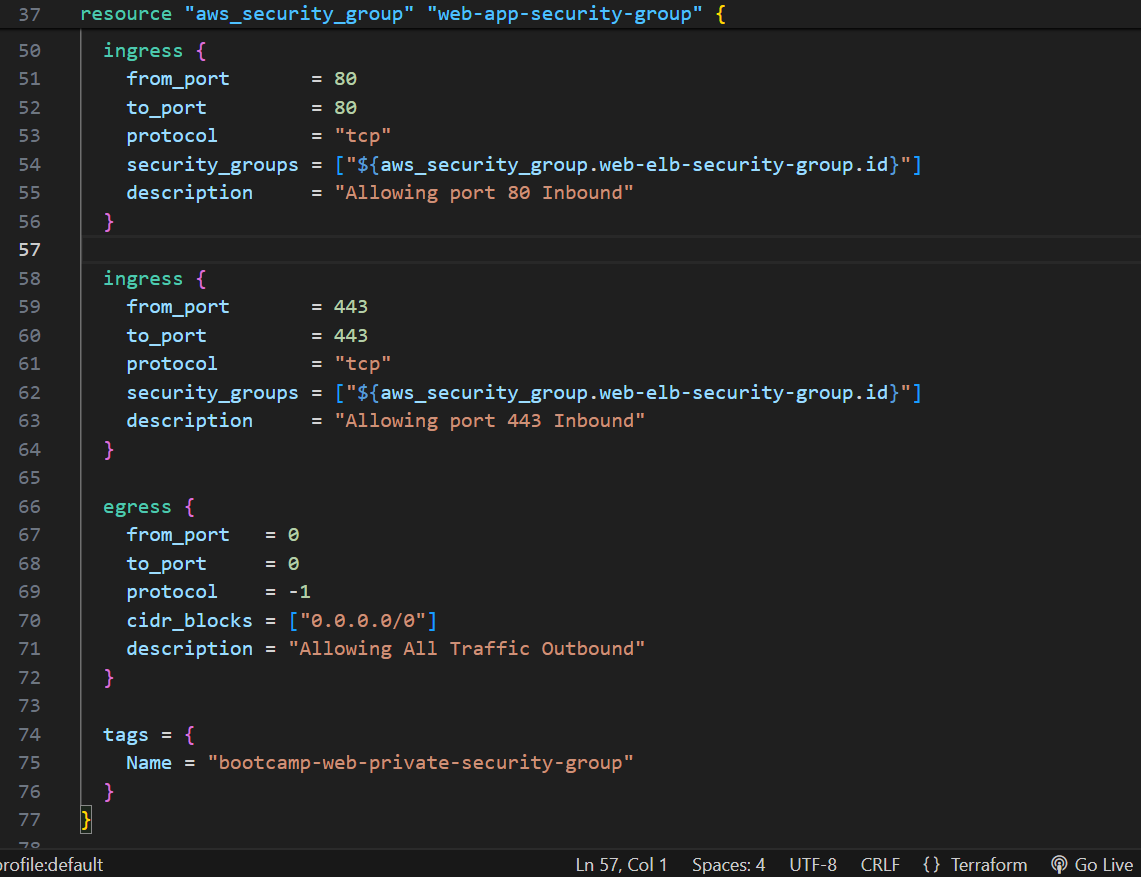 37 resource "aws_security_group" "web-app-security-group" {
50 ingress {
51 from_port = 80
52 to_port = 80
53 protocol = "tcp"
54 security_groups = ["${aws_security_group.web-elb-security-group.id}"]
55 description = "Allowing port 80 Inbound"
56 }
57
58 ingress {
59 from_port = 443
60 to_port = 443
61 protocol = "tcp"
62 security_groups = ["${aws_security_group.web-elb-security-group.id}"]
63 description = "Allowing port 443 Inbound"
64 }
65
66 egress {
67 from_port = 0
68 to_port = 0
69 protocol = -1
70 cidr_blocks = ["0.0.0.0/0"]
71 description = "Allowing All Traffic Outbound"
72 }
73
74 tags = {
75 Name = "bootcamp-web-private-security-group"
76 }
77 }
78
rofile:default Ln 57, Col 1 Spaces: 4 UTF-8 CRLF {} Terraform Go Live